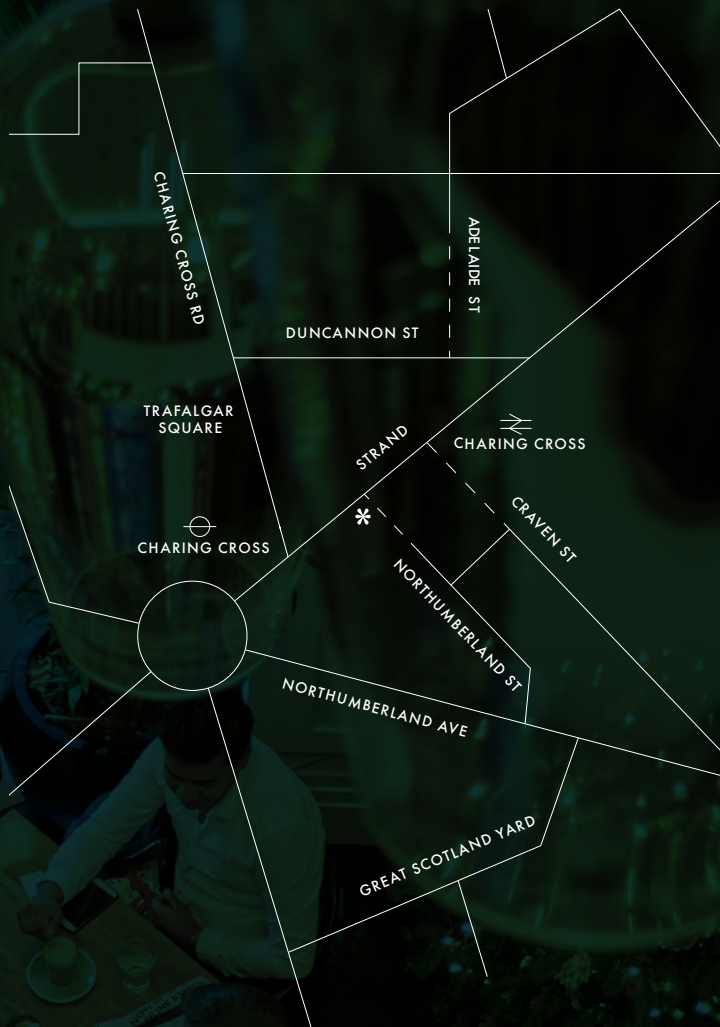 CHARING CROSS RD
ADELAIDE ST
DUNCANNON ST
TRAFALGAR
SQUARE
STRAND
CHARING CROSS
CRAVEN ST
*
CHARING CROSS
NORTHUMBERLAND ST
NORTHUMBERLAND AVE
GREAT SCOTLAND YARD